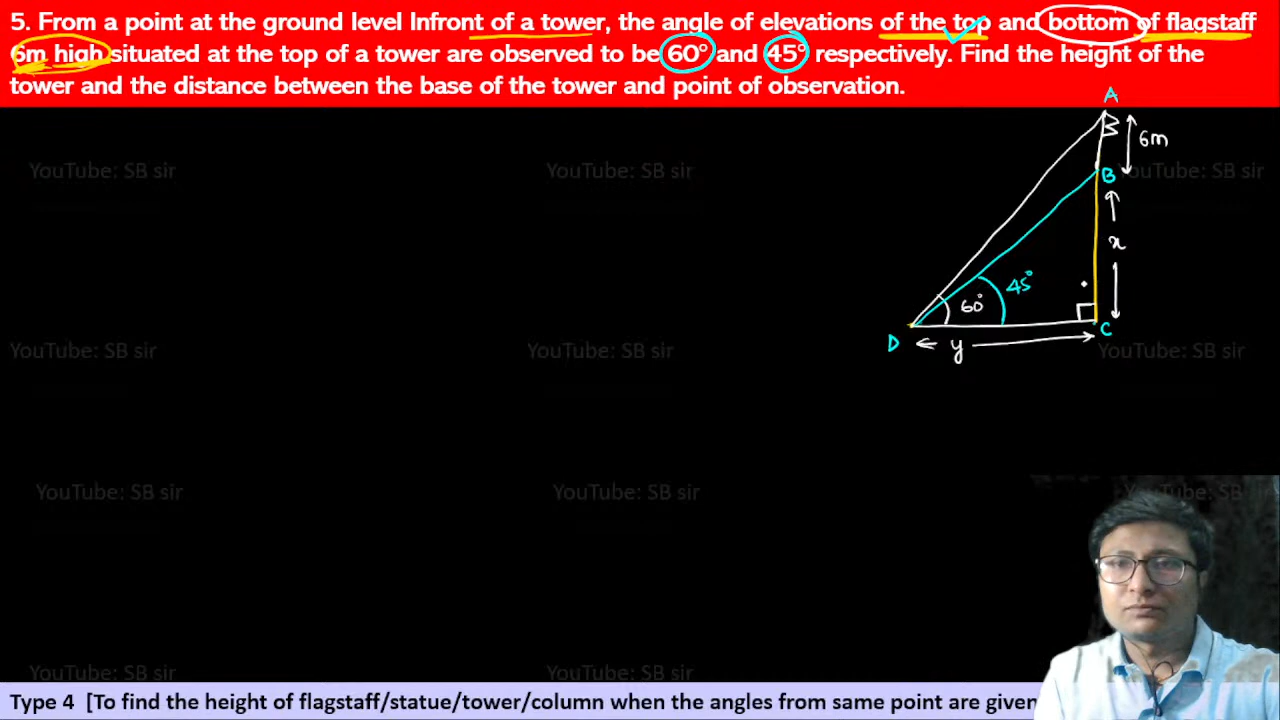 5. From a point at the ground level Infront of a tower, the angle of elevations of the top and bottom of flagstaff
6m high situated at the top of a tower are observed to be 60° and 45° respectively. Find the height of the
tower and the distance between the base of the tower and point of observation.
A
6m
YouTube: SB sir YouTube: SB sir B YouTube: SB sir
x
45°
60°
C
D y
YouTube: SB sir YouTube: SB sir YouTube: SB sir
YouTube: SB sir YouTube: SB sir YouTube: SB sir
YouTube: SB sir YouTube: SB sir
Type 4 [To find the height of flagstaff/statue/tower/column when the angles from same point are given